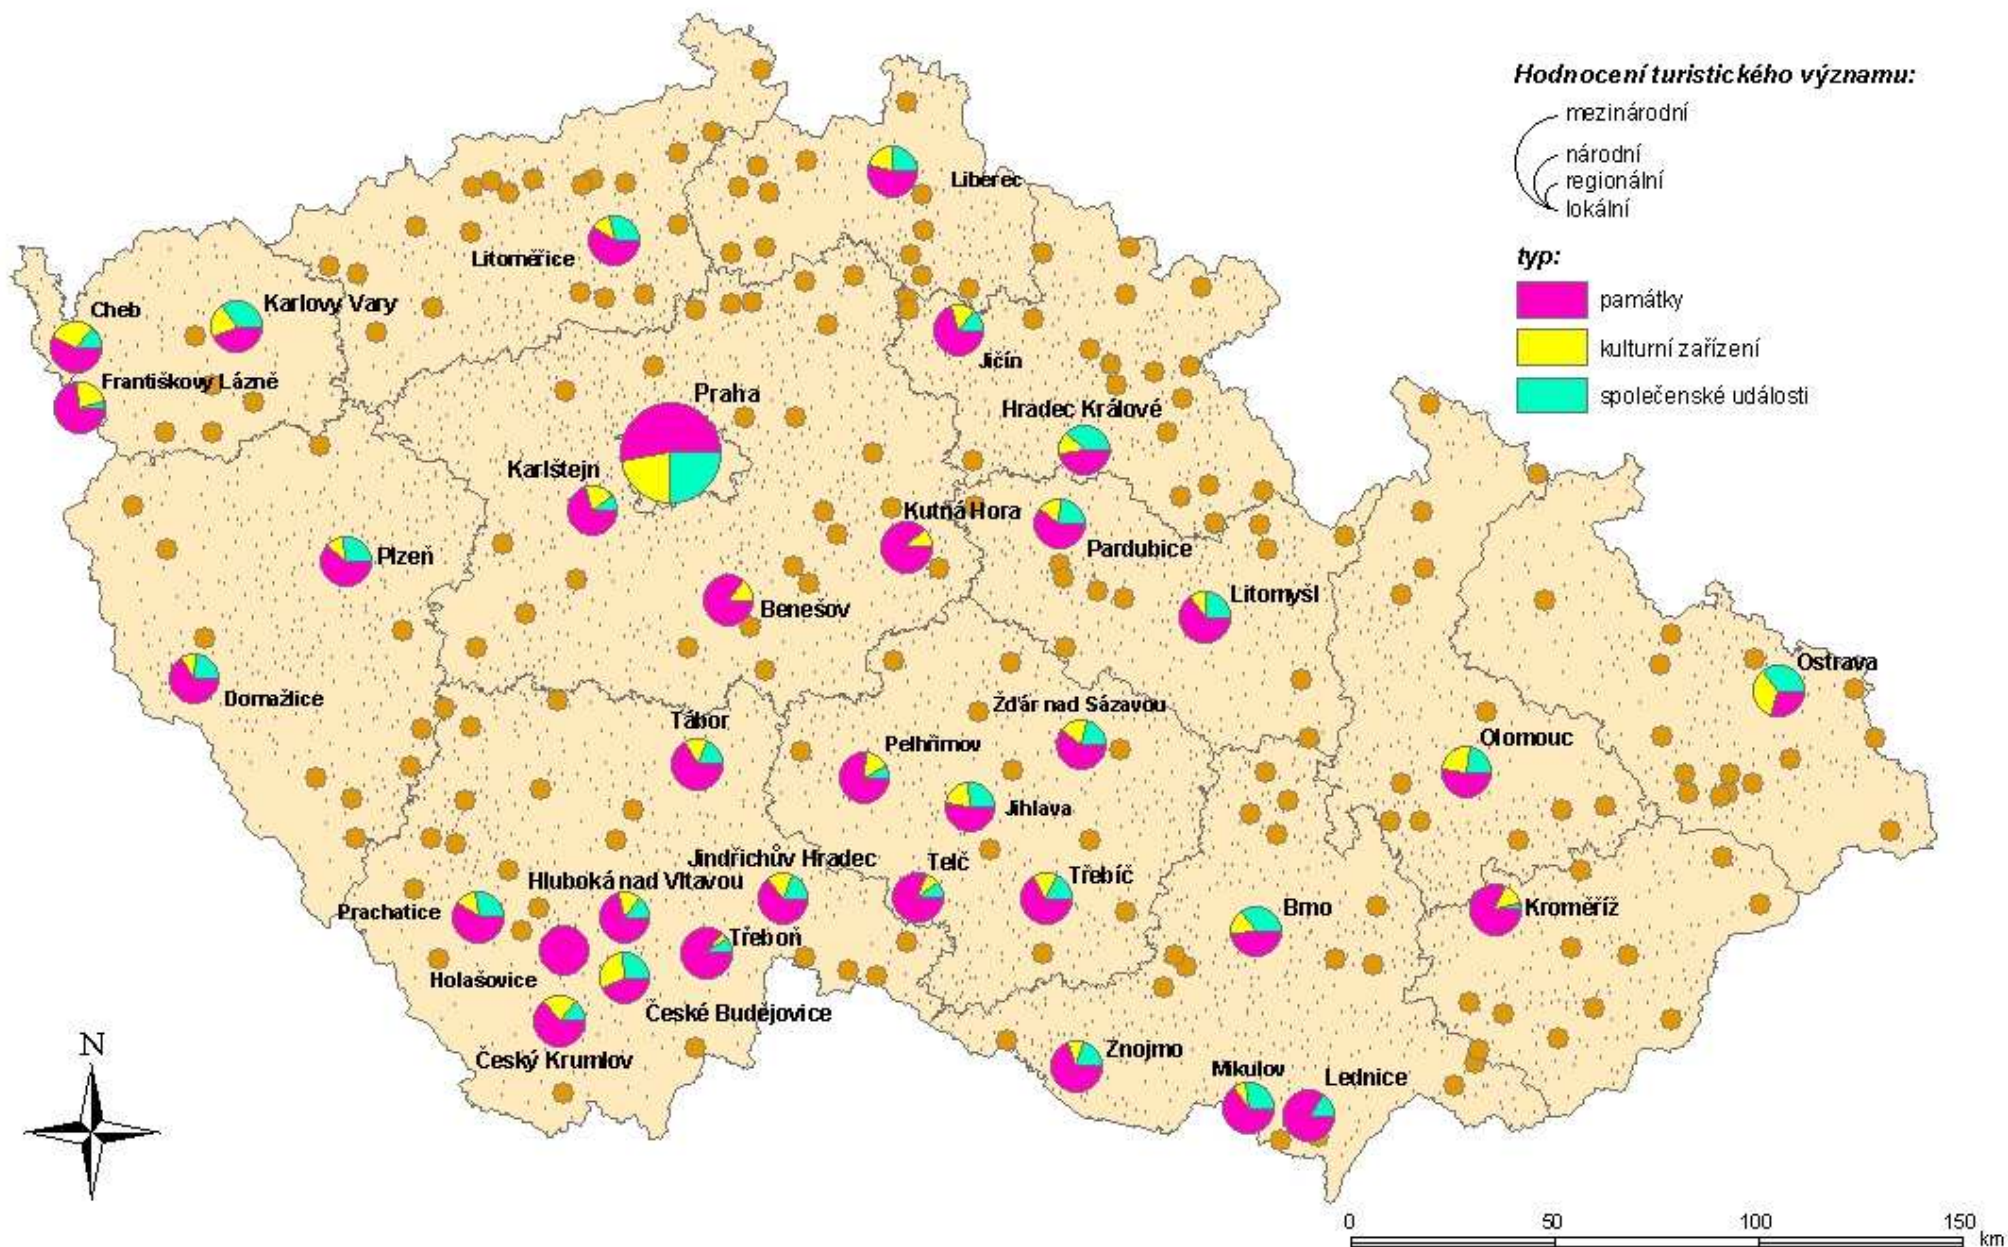 Hodnocení turistického významu:
mezinárodní
národní
regionální
lokální
typ:
památky
kulturní zařízení
společenské události
Liberec
Litoměřice
Cheb
Karlovy Vary
Františkovy Lázně
Jičín
Praha
Hradec Králové
Karlštejn
Kutná Hora
Pardubice
Plzeň
Benešov
Litomyšl
Domažlice
Ostrava
Tábor
Žďár nad Sázavou
Pelhřimov
Olomouc
Jihlava
Jindřichův Hradec
Telč
Třebíč
Hluboká nad Vltavou
Prachatice
Brno
Kroměříž
Třeboň
Holašovice
České Budějovice
Český Krumlov
Znojmo
Mikulov
Lednice
N
0 50 100 150
km